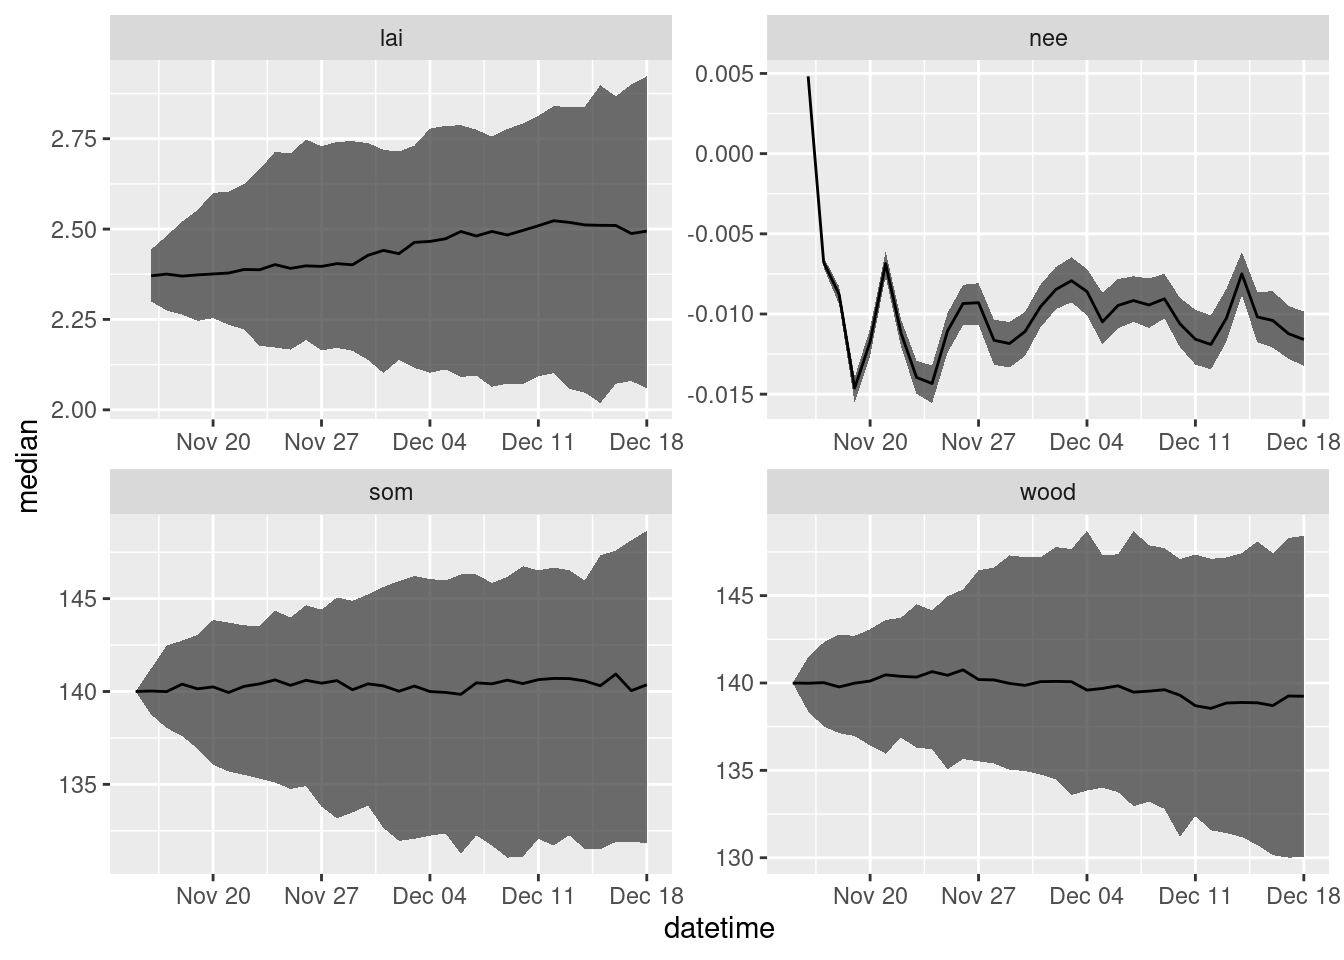 lai
nee
2.75
2.50
2.25
2.00
0.005
0.000
-0.005
-0.010
-0.015
Nov 20 Nov 27 Dec 04 Dec 11 Dec 18
Nov 20 Nov 27 Dec 04 Dec 11 Dec 18
median
som
wood
145
140
135
145
140
135
130
Nov 20 Nov 27 Dec 04 Dec 11 Dec 18
Nov 20 Nov 27 Dec 04 Dec 11 Dec 18
datetime